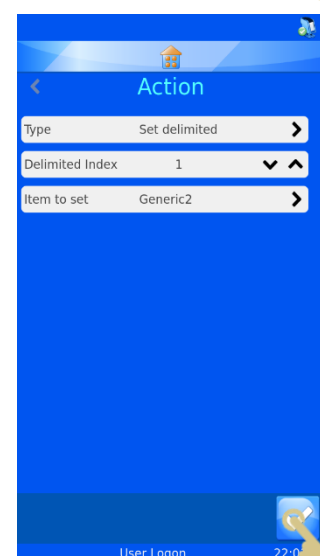 Action
Type Set delimited
Delimited Index 1
Item to set Generic2
User Logon